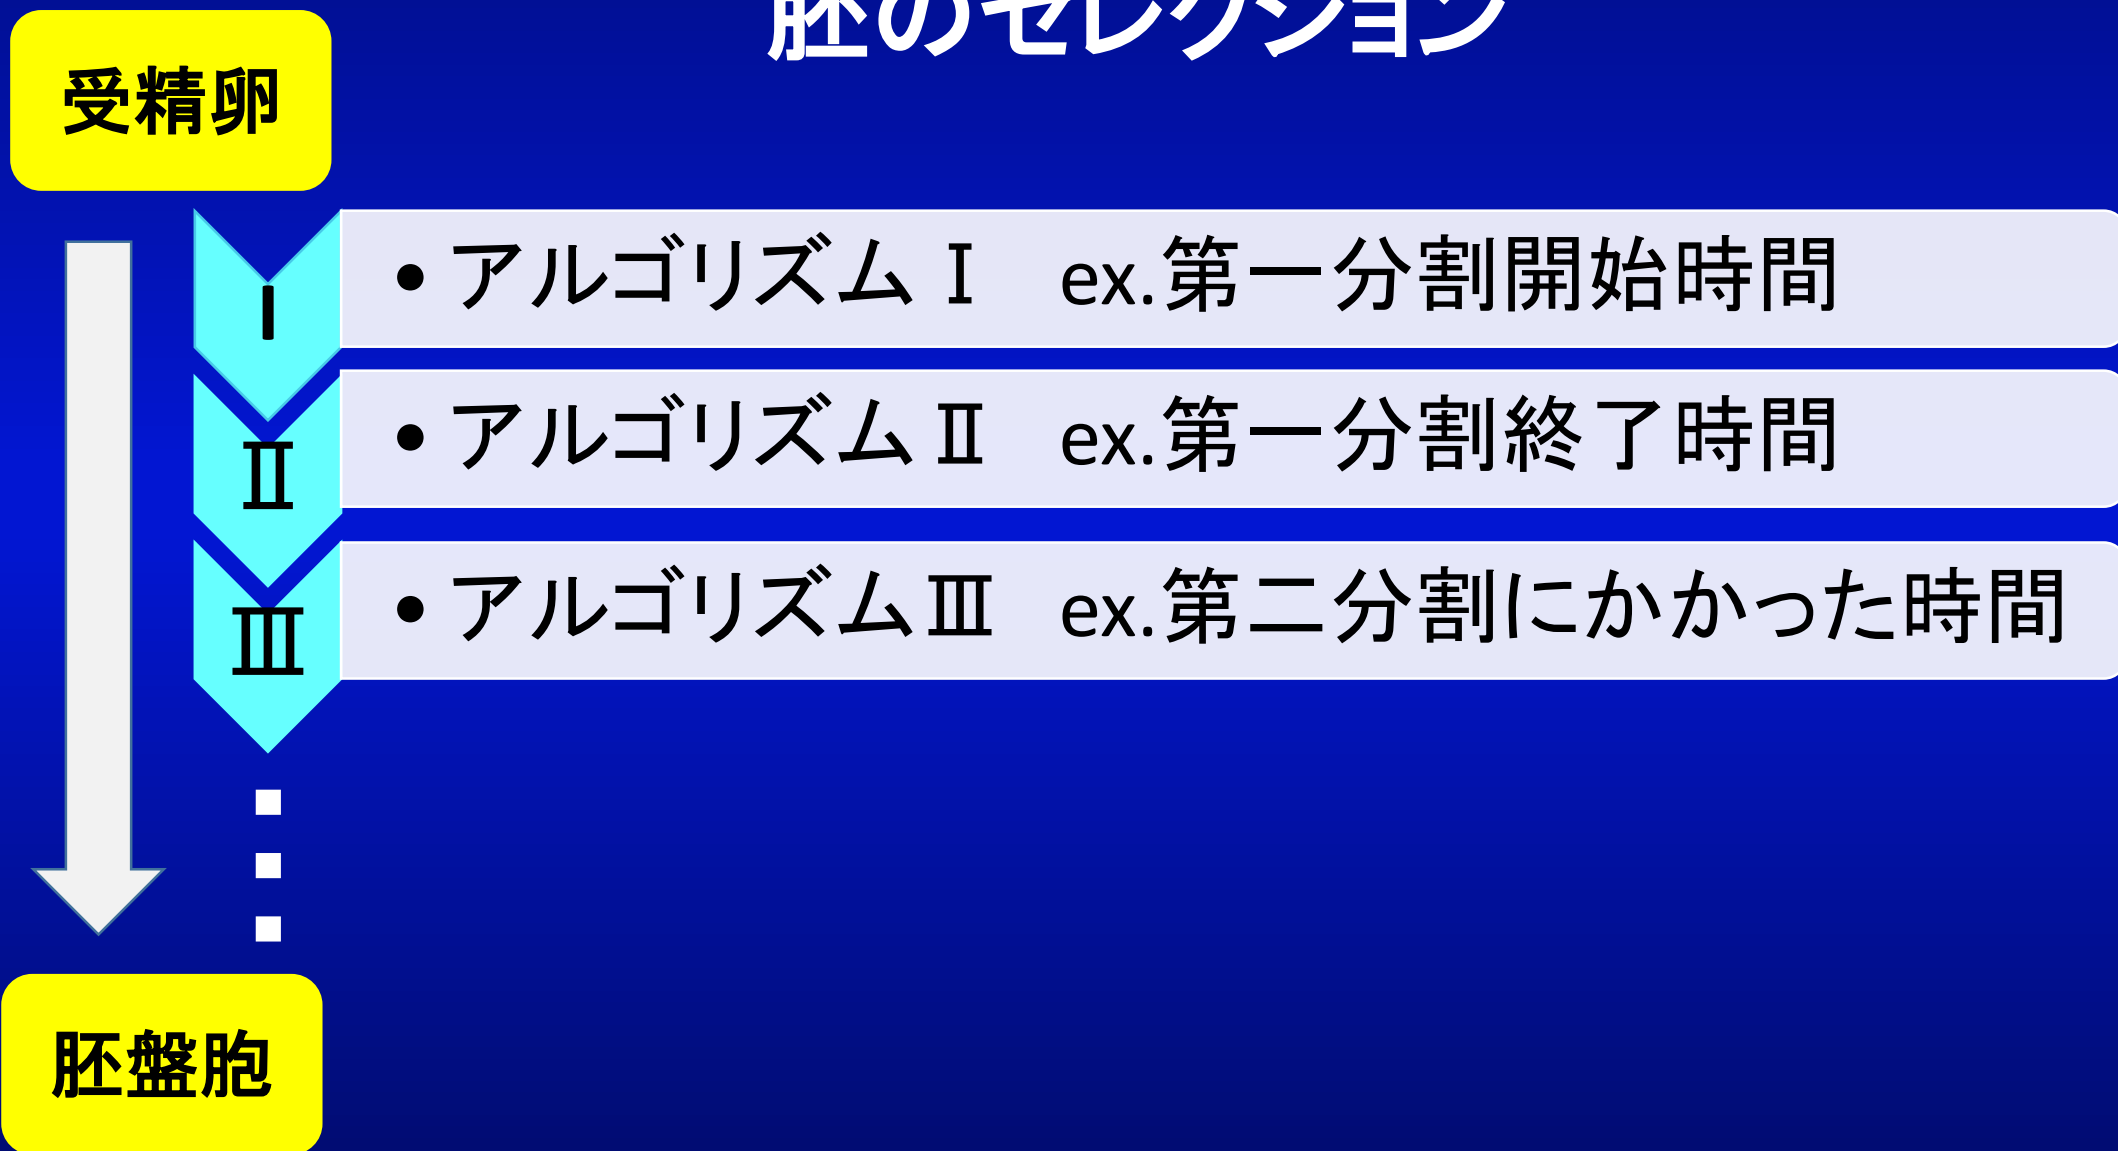 胚のセレクション
受精卵
Ⅰ
• アルゴリズムⅠ　ex.第一分割開始時間
Ⅱ
• アルゴリズムⅡ　ex.第一分割終了時間
Ⅲ
• アルゴリズムⅢ　ex.第二分割にかかった時間
胚盤胞